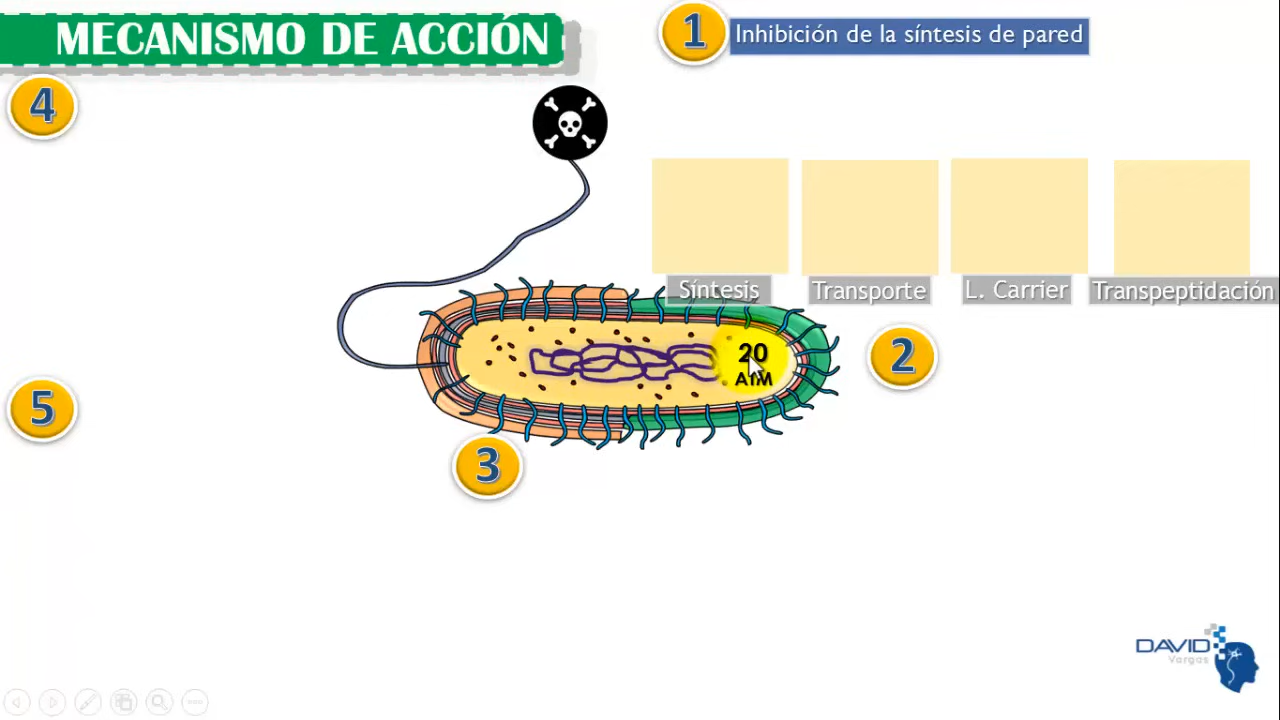 MECANISMO DE ACCIÓN
1
Inhibición de la síntesis de pared
4
Síntesis
Transporte
L. Carrier
Transpeptidación
20
ATM
2
5
3
DAVID
Vargas